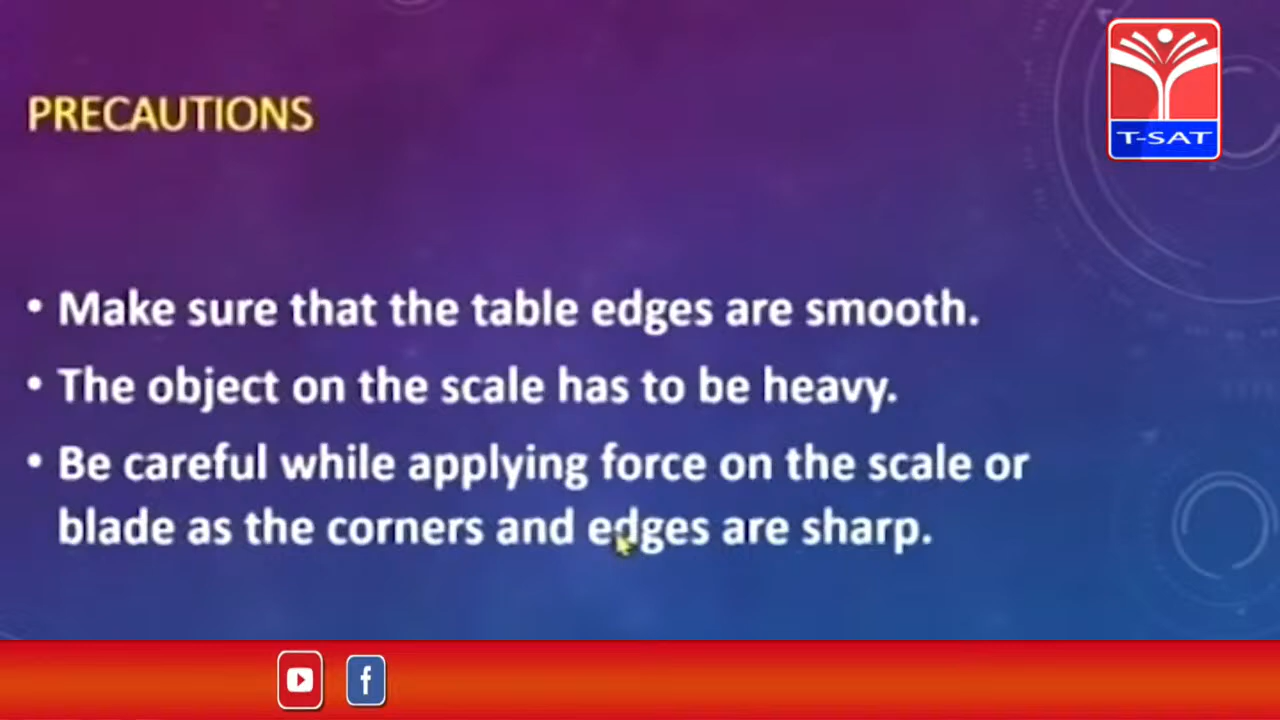 PRECAUTIONS
T-SAT
• Make sure that the table edges are smooth.
• The object on the scale has to be heavy.
• Be careful while applying force on the scale or
blade as the corners and edges are sharp.